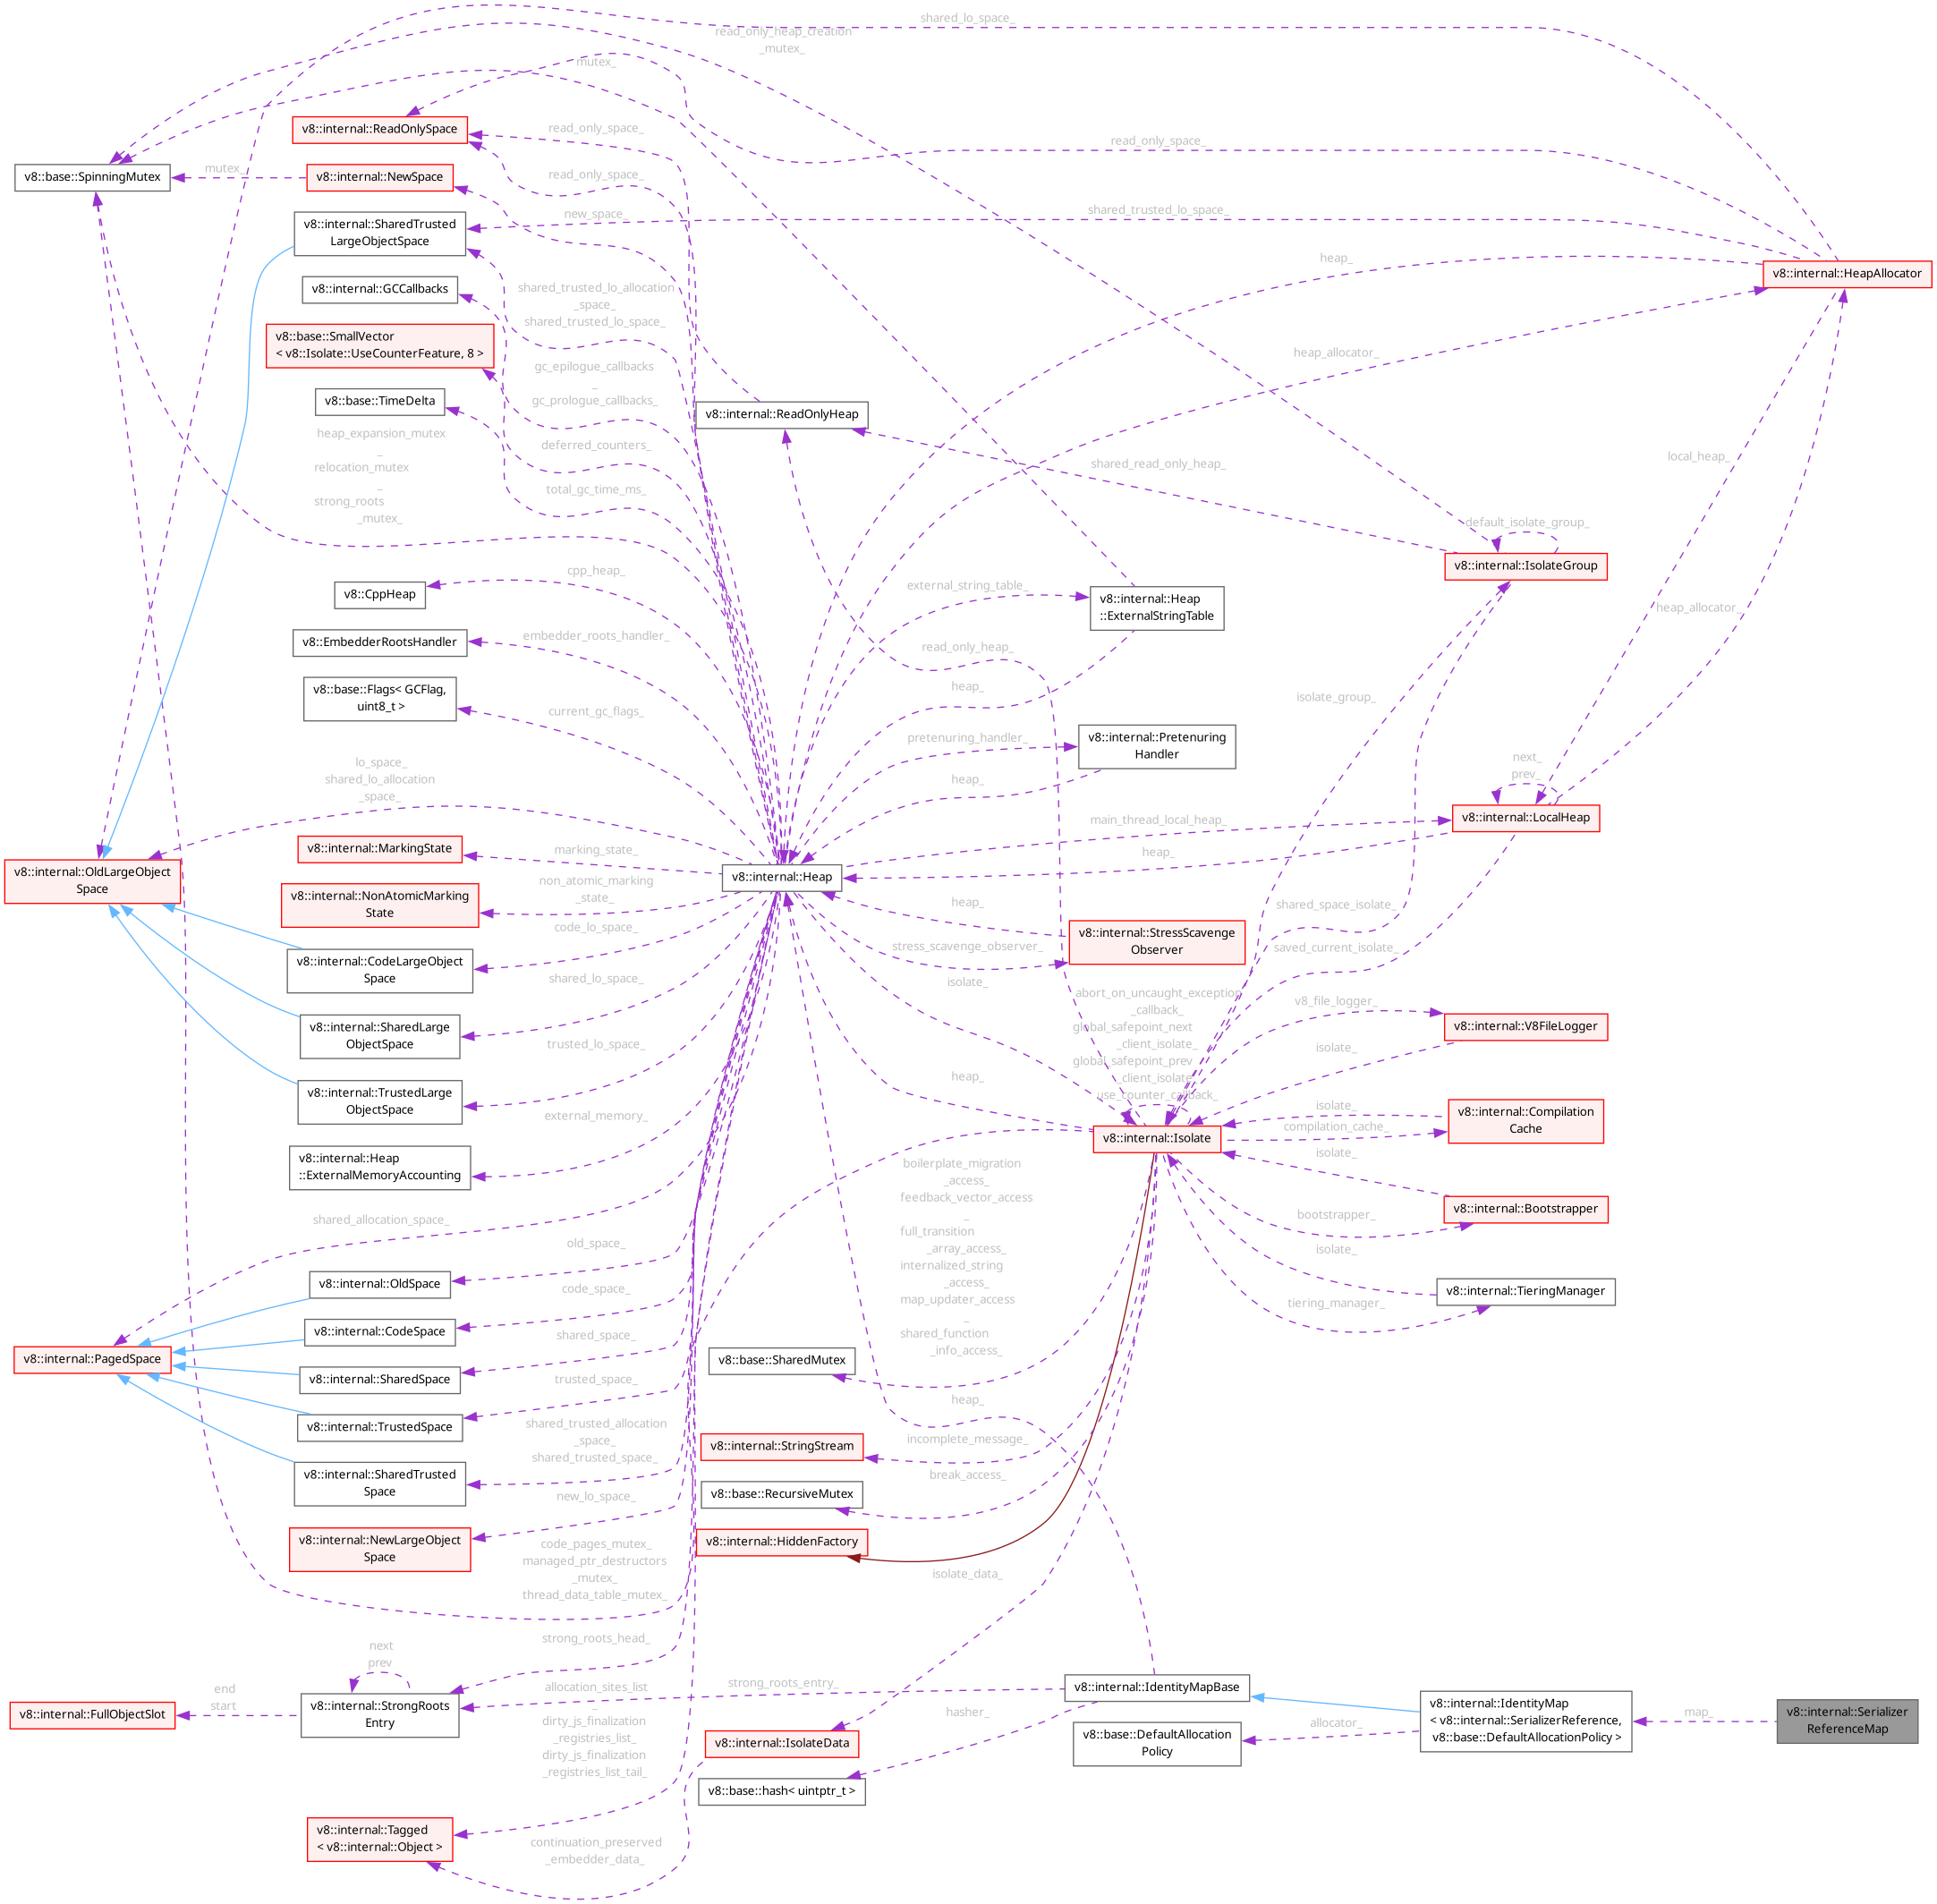 shared_lo_space_
read_only_heap_creation
_mutex_
mutex_
read_only_space_
v8::internal::ReadOnlySpace
read_only_space_
v8::base::SpinningMutex
mutex_
v8::internal::NewSpace
read_only_space_
new_space_
shared_trusted_lo_space_
v8::internal::SharedTrusted
LargeObjectSpace
heap_
v8::internal::HeapAllocator
v8::internal::GCCallbacks
shared_trusted_lo_allocation
_space_
shared_trusted_lo_space_
v8::base::SmallVector
< v8::Isolate::UseCounterFeature, 8 >
heap_allocator_
gc_epilogue_callbacks
_
gc_prologue_callbacks_
v8::base::TimeDelta
v8::internal::ReadOnlyHeap
heap_expansion_mutex
_
relocation_mutex
_
strong_roots
_mutex_
deferred_counters_
total_gc_time_ms_
shared_read_only_heap_
local_heap_
default_isolate_group_
v8::internal::IsolateGroup
cpp_heap_
v8::CppHeap
external_string_table_
v8::internal::Heap
::ExternalStringTable
heap_allocator_
embedder_roots_handler_
v8::EmbedderRootsHandler
read_only_heap_
heap_
isolate_group_
v8::base::Flags< GCFlag,
uint8_t >
current_gc_flags_
pretenuring_handler_
v8::internal::Pretenuring
Handler
heap_
lo_space_
shared_lo_allocation
_space_
next_
prev_
main_thread_local_heap_
v8::internal::LocalHeap
heap_
v8::internal::MarkingState
marking_state_
v8::internal::OldLargeObject
Space
v8::internal::Heap
v8::internal::NonAtomicMarking
State
non_atomic_marking
_state_
heap_
shared_space_isolate_
code_lo_space_
v8::internal::StressScavenge
Observer
stress_scavenge_observer_
saved_current_isolate_
v8::internal::CodeLargeObject
Space
shared_lo_space_
isolate_
abort_on_uncaught_exception
_callback_
global_safepoint_next
_client_isolate_
global_safepoint_prev
_client_isolate_
use_counter_callback_
v8_file_logger_
v8::internal::V8FileLogger
isolate_
v8::internal::SharedLarge
ObjectSpace
trusted_lo_space_
heap_
v8::internal::TrustedLarge
ObjectSpace
external_memory_
isolate_
v8::internal::Compilation
Cache
compilation_cache_
v8::internal::Isolate
isolate_
v8::internal::Heap
::ExternalMemoryAccounting
boilerplate_migration
_access_
feedback_vector_access
_
full_transition
_array_access_
internalized_string
_access_
map_updater_access
_
shared_function
_info_access_
shared_allocation_space_
bootstrapper_
v8::internal::Bootstrapper
old_space_
isolate_
v8::internal::OldSpace
code_space_
tiering_manager_
v8::internal::TieringManager
v8::internal::CodeSpace
shared_space_
v8::internal::PagedSpace
v8::base::SharedMutex
v8::internal::SharedSpace
trusted_space_
heap_
v8::internal::TrustedSpace
shared_trusted_allocation
_space_
shared_trusted_space_
incomplete_message_
v8::internal::StringStream
v8::internal::SharedTrusted
Space
break_access_
v8::base::RecursiveMutex
new_lo_space_
v8::internal::NewLargeObject
Space
v8::internal::HiddenFactory
code_pages_mutex_
managed_ptr_destructors
_mutex_
thread_data_table_mutex_
isolate_data_
next
prev
strong_roots_head_
end
start
v8::internal::FullObjectSlot
v8::internal::StrongRoots
Entry
allocation_sites_list
_
dirty_js_finalization
_registries_list_
dirty_js_finalization
_registries_list_tail_
strong_roots_entry_
v8::internal::IdentityMapBase
hasher_
v8::internal::IsolateData
v8::base::DefaultAllocation
Policy
allocator_
v8::internal::IdentityMap
< v8::internal::SerializerReference,
v8::base::DefaultAllocationPolicy >
map_
v8::internal::Serializer
ReferenceMap
v8::base::hash< uintptr_t >
v8::internal::Tagged
< v8::internal::Object >
continuation_preserved
_embedder_data_